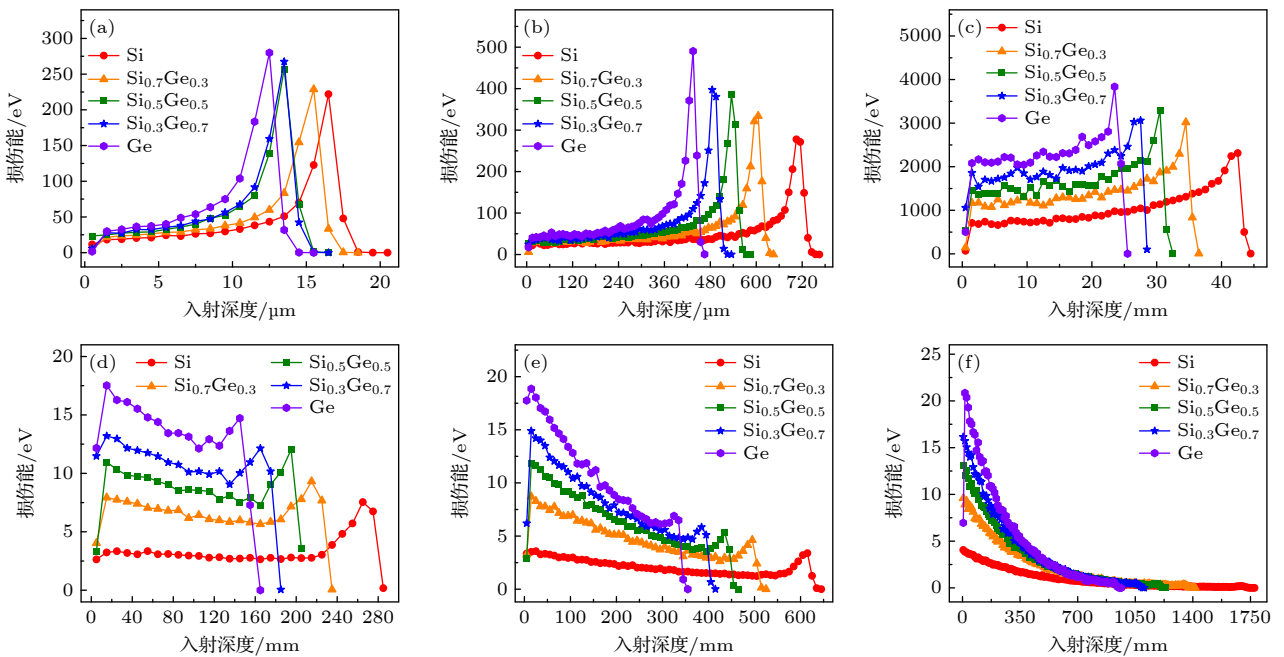 (a)
损伤能/eV
300
250
200
150
100
50
0
Si
Si0.7Ge0.3
Si0.5Ge0.5
Si0.3Ge0.7
Ge
0 5 10 15 20
入射深度/µm
(b)
损伤能/eV
500
400
300
200
100
0
Si
Si0.7Ge0.3
Si0.5Ge0.5
Si0.3Ge0.7
Ge
0 120 240 360 480 600 720
入射深度/µm
(c)
损伤能/eV
5000
4000
3000
2000
1000
0
Si
Si0.7Ge0.3
Si0.5Ge0.5
Si0.3Ge0.7
Ge
0 10 20 30 40
入射深度/mm
(d)
损伤能/eV
20
15
10
5
0
Si
Si0.7Ge0.3
Si0.5Ge0.5
Si0.3Ge0.7
Ge
0 40 80 120 160 200 240 280
入射深度/mm
(e)
损伤能/eV
20
15
10
5
0
Si
Si0.7Ge0.3
Si0.5Ge0.5
Si0.3Ge0.7
Ge
0 100 200 300 400 500 600
入射深度/mm
(f)
损伤能/eV
25
20
15
10
5
0
Si
Si0.7Ge0.3
Si0.5Ge0.5
Si0.3Ge0.7
Ge
0 350 700 1050 1400 1750
入射深度/mm